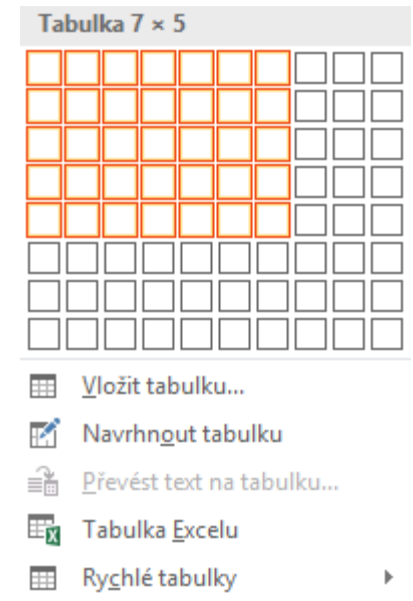 Tabulka 7 × 5
Vložit tabulku...
Navrhnout tabulku
Převést text na tabulku...
Tabulka Excelu
Rychlé tabulky